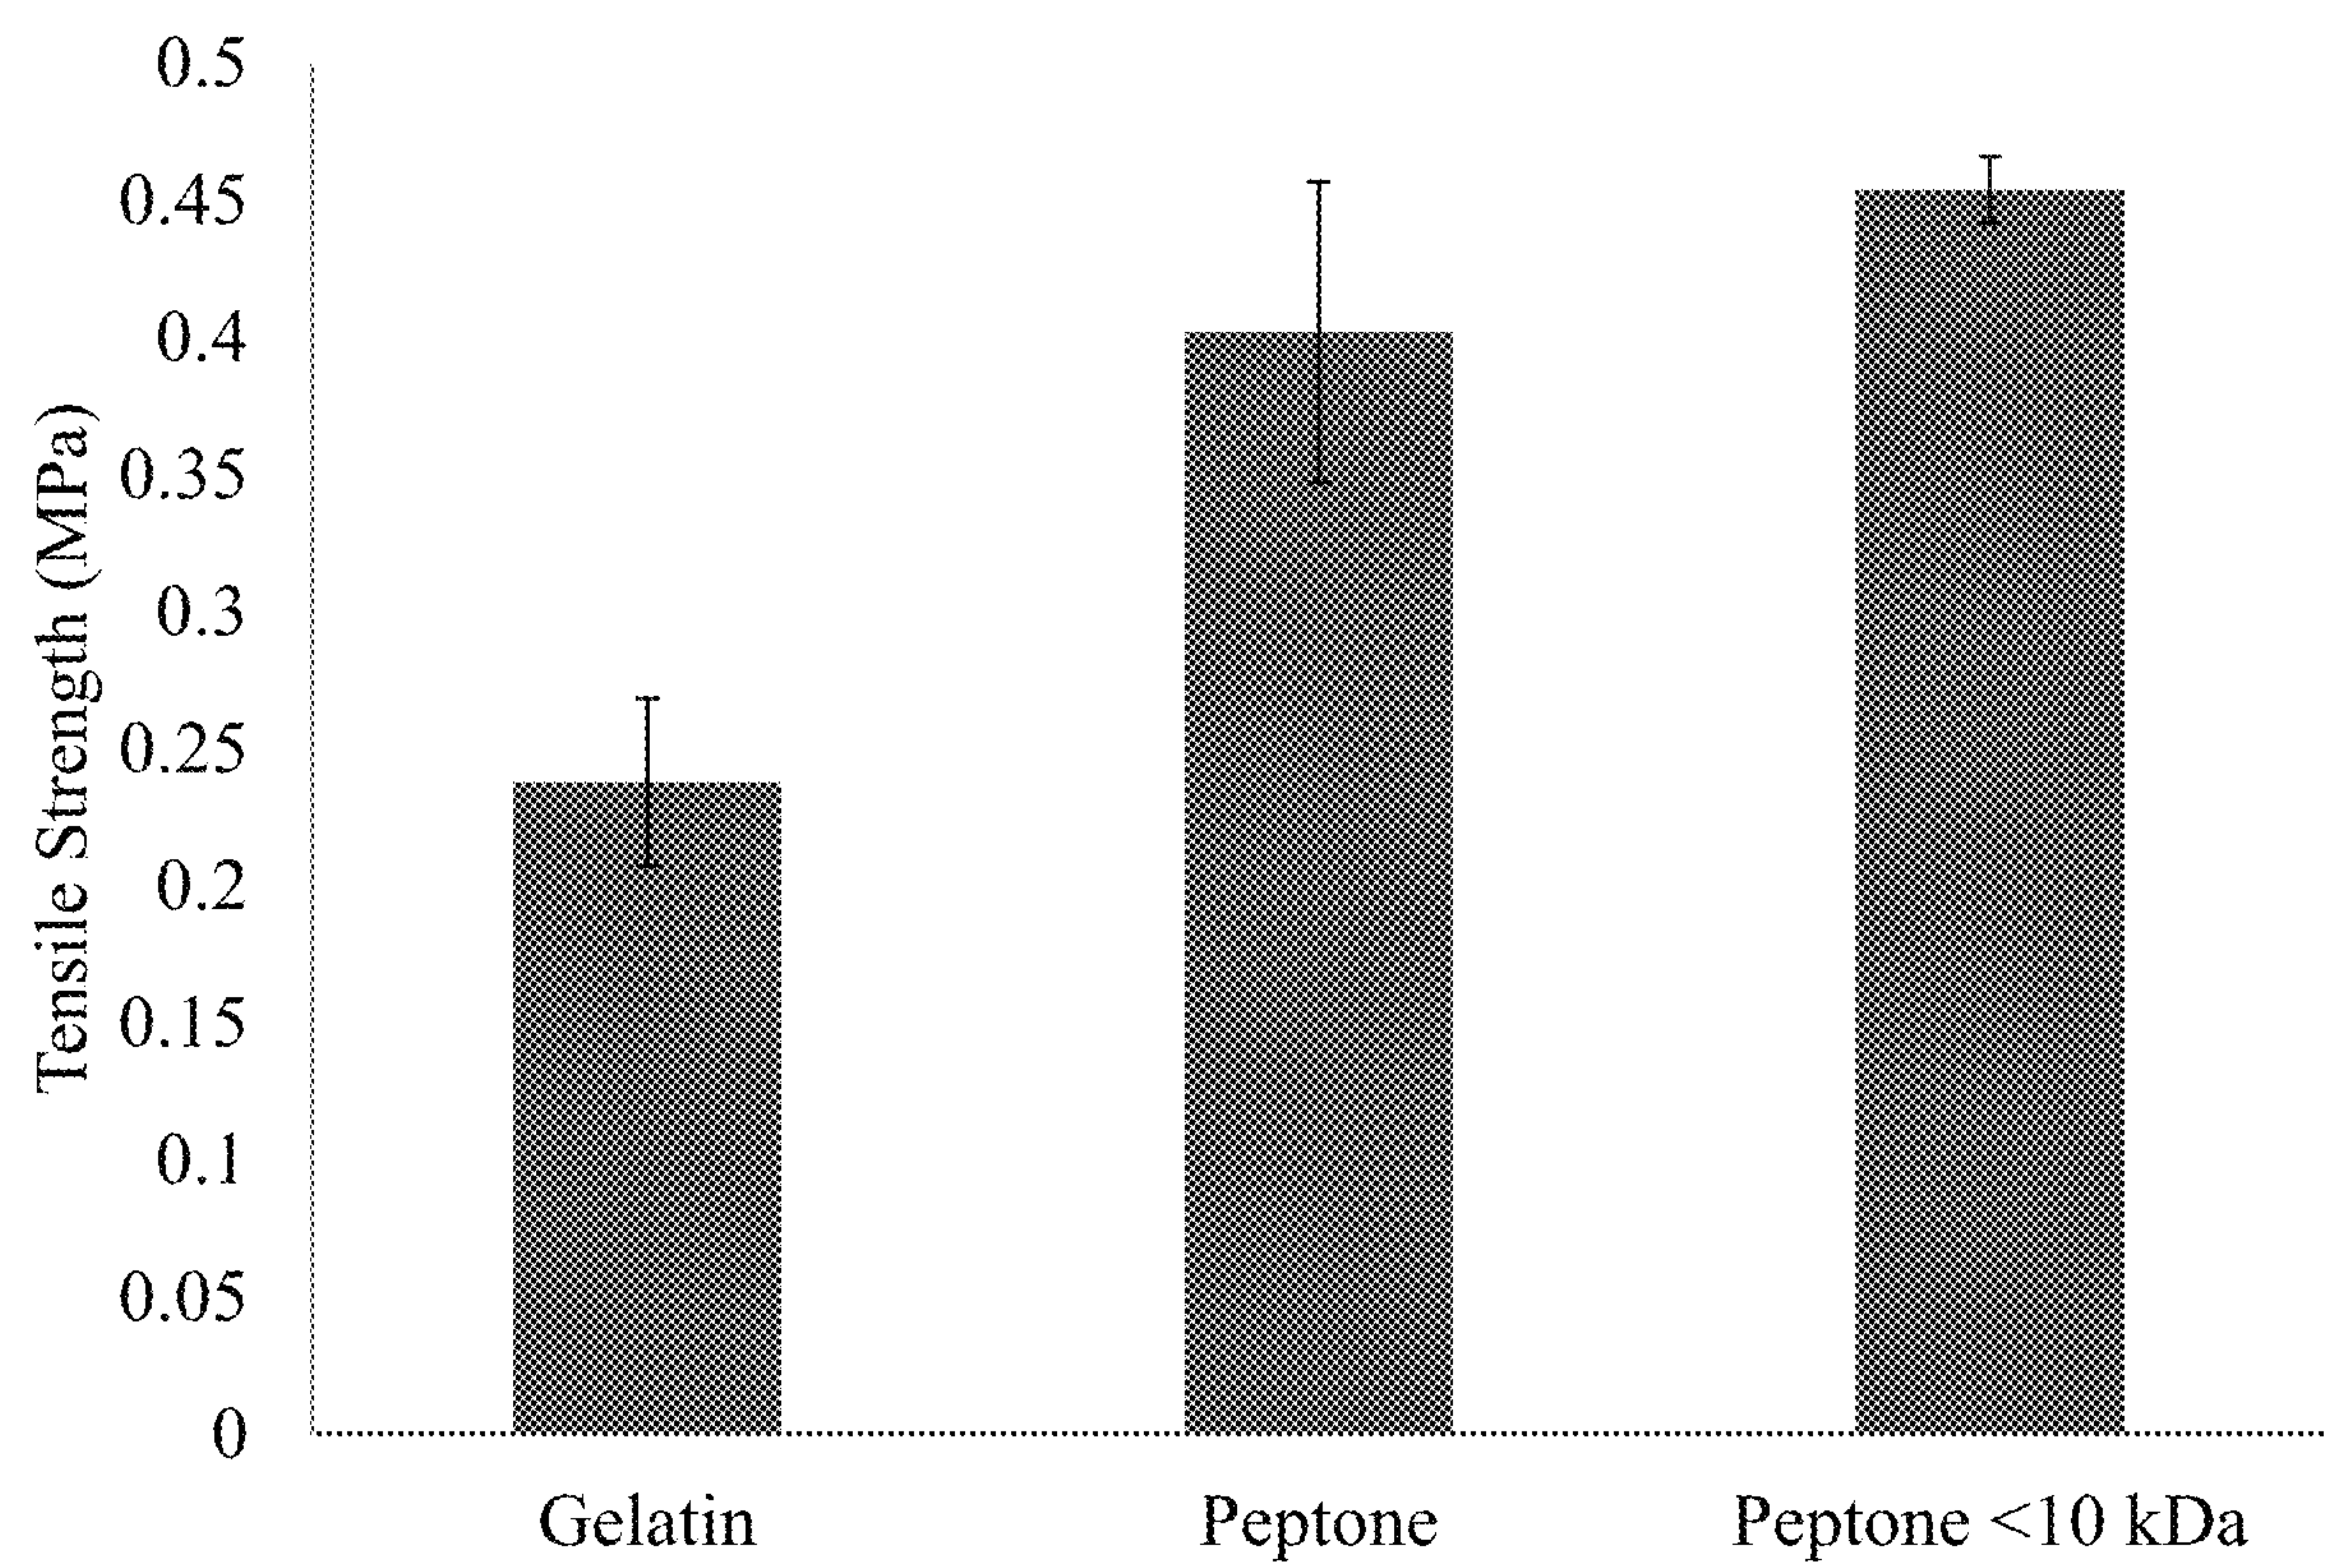 0.5
0.45
0.4
0.35
0.3
0.25
0.2
0.15
0.1
0.05
0
Tensile Strength (MPa)
Gelatin
Peptone
Peptone <10 kDa